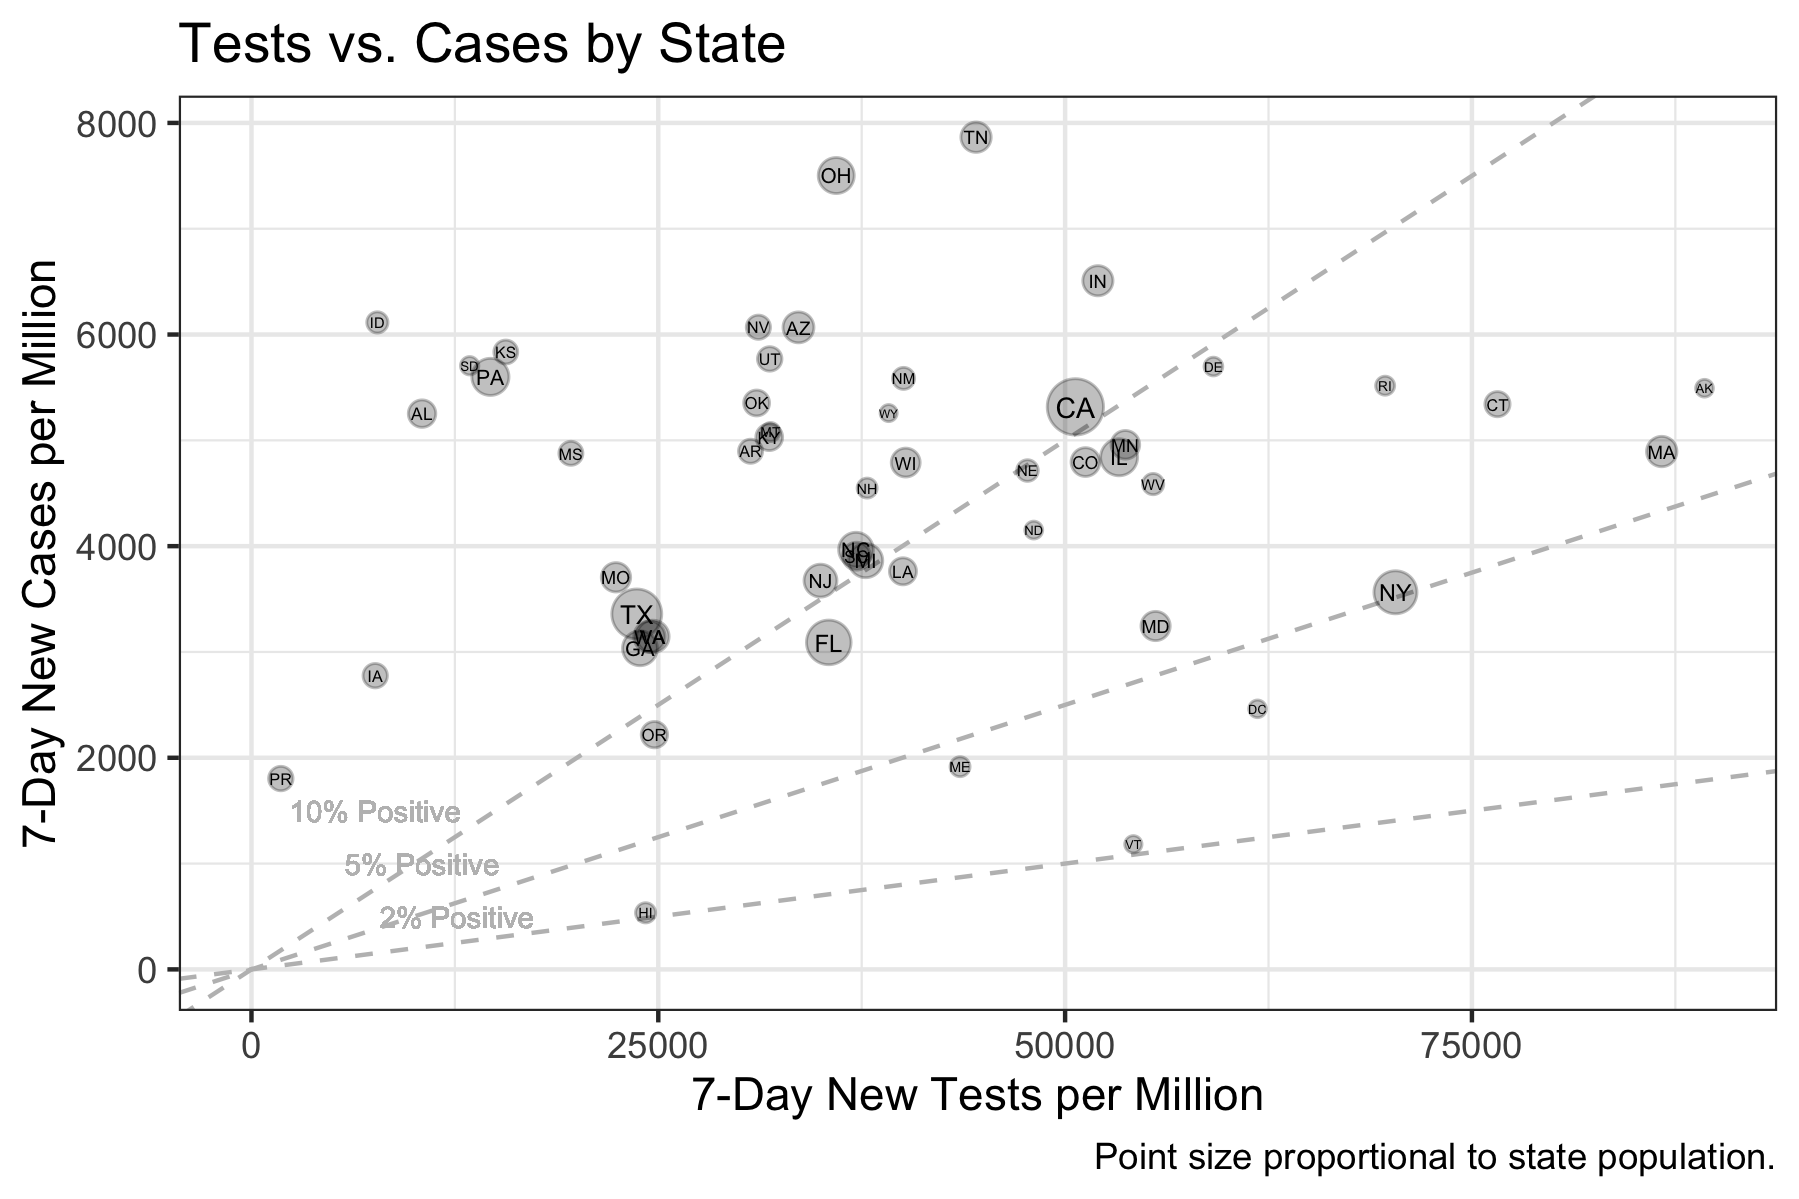 Tests vs. Cases by State
7-Day New Cases per Million
8000
6000
4000
2000
0
TN
OH
IN
ID
NV
AZ
UT
KS
SD
PA
NM
DE
RI
AK
OK
CA
CT
AL
WY
MT
KY
MN
AR
MS
WI
CO
IL
MA
NE
WV
NH
ND
NC
SC
MI
LA
MO
NJ
NY
TX
WA
GA
FL
MD
IA
DC
OR
ME
PR
10% Positive
5% Positive
VT
2% Positive
HI
0
25000
50000
75000
7-Day New Tests per Million
Point size proportional to state population.